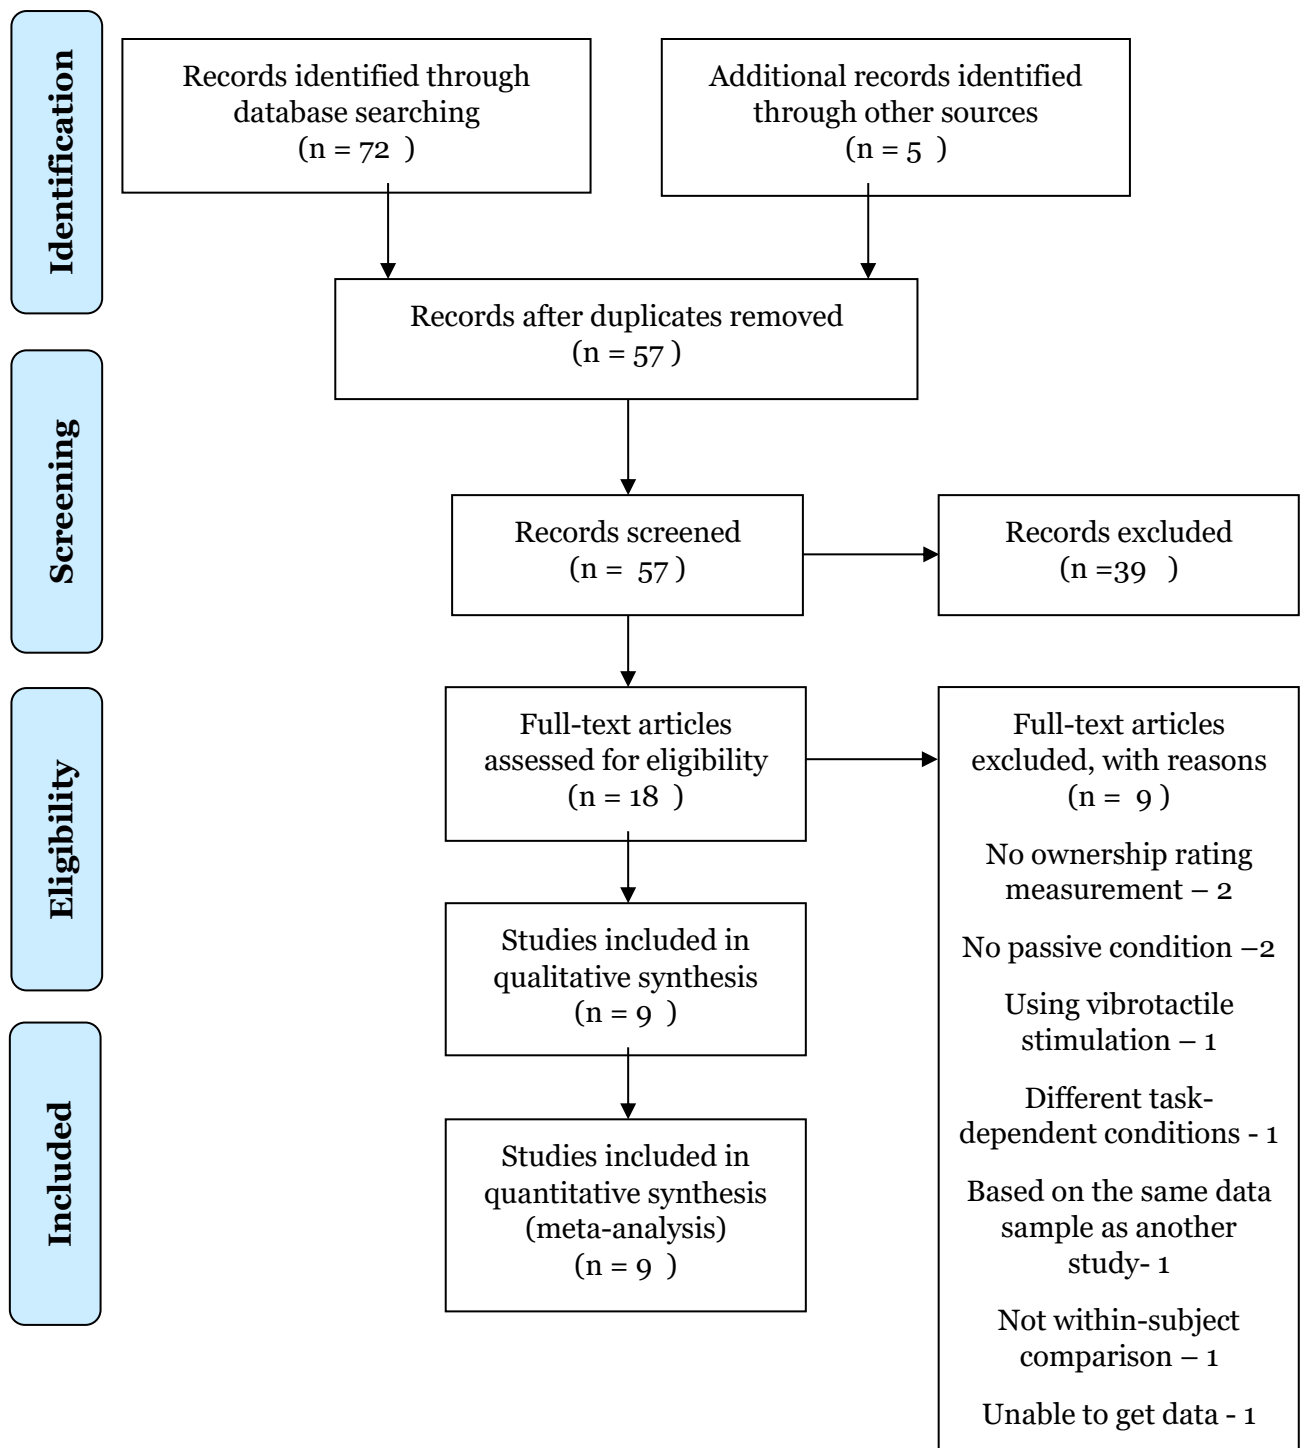 Identification
Records identified through
database searching
(n = 72  )
Additional records identified
through other sources
(n = 5  )
Records after duplicates removed
(n = 57 )
Screening
Records screened
(n =  57 )
Records excluded
(n =39   )
Eligibility
Full-text articles
assessed for eligibility
(n = 18  )
Full-text articles
excluded, with reasons
(n =  9 )
No ownership rating
measurement – 2
No passive condition –2
Using vibrotactile
stimulation – 1
Different task-
dependent conditions - 1
Based on the same data
sample as another
study- 1
Not within-subject
comparison – 1
Unable to get data - 1
Studies included in
qualitative synthesis
(n = 9  )
Included
Studies included in
quantitative synthesis
(meta-analysis)
(n = 9  )